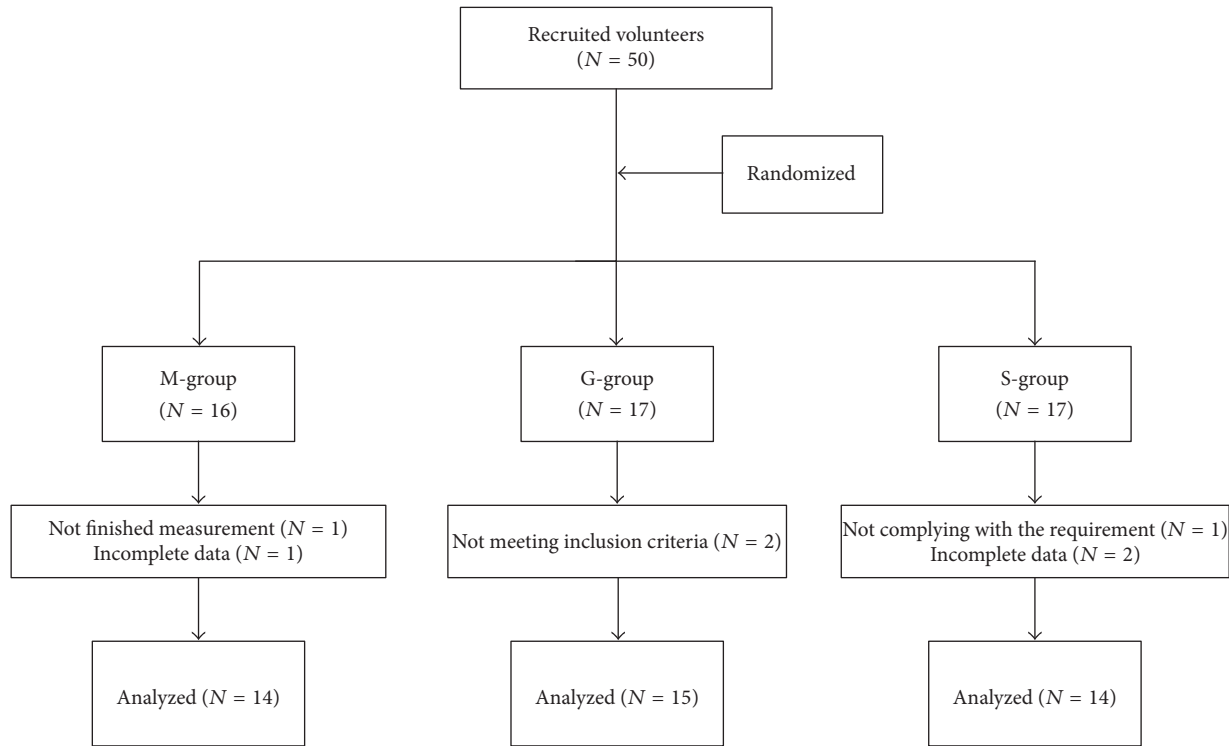 Recruited volunteers
(N = 50)
Randomized
M-group
(N = 16)
G-group
(N = 17)
S-group
(N = 17)
Not finished measurement (N = 1)
Incomplete data (N = 1)
Not meeting inclusion criteria (N = 2)
Not complying with the requirement (N = 1)
Incomplete data (N = 2)
Analyzed (N = 14)
Analyzed (N = 15)
Analyzed (N = 14)